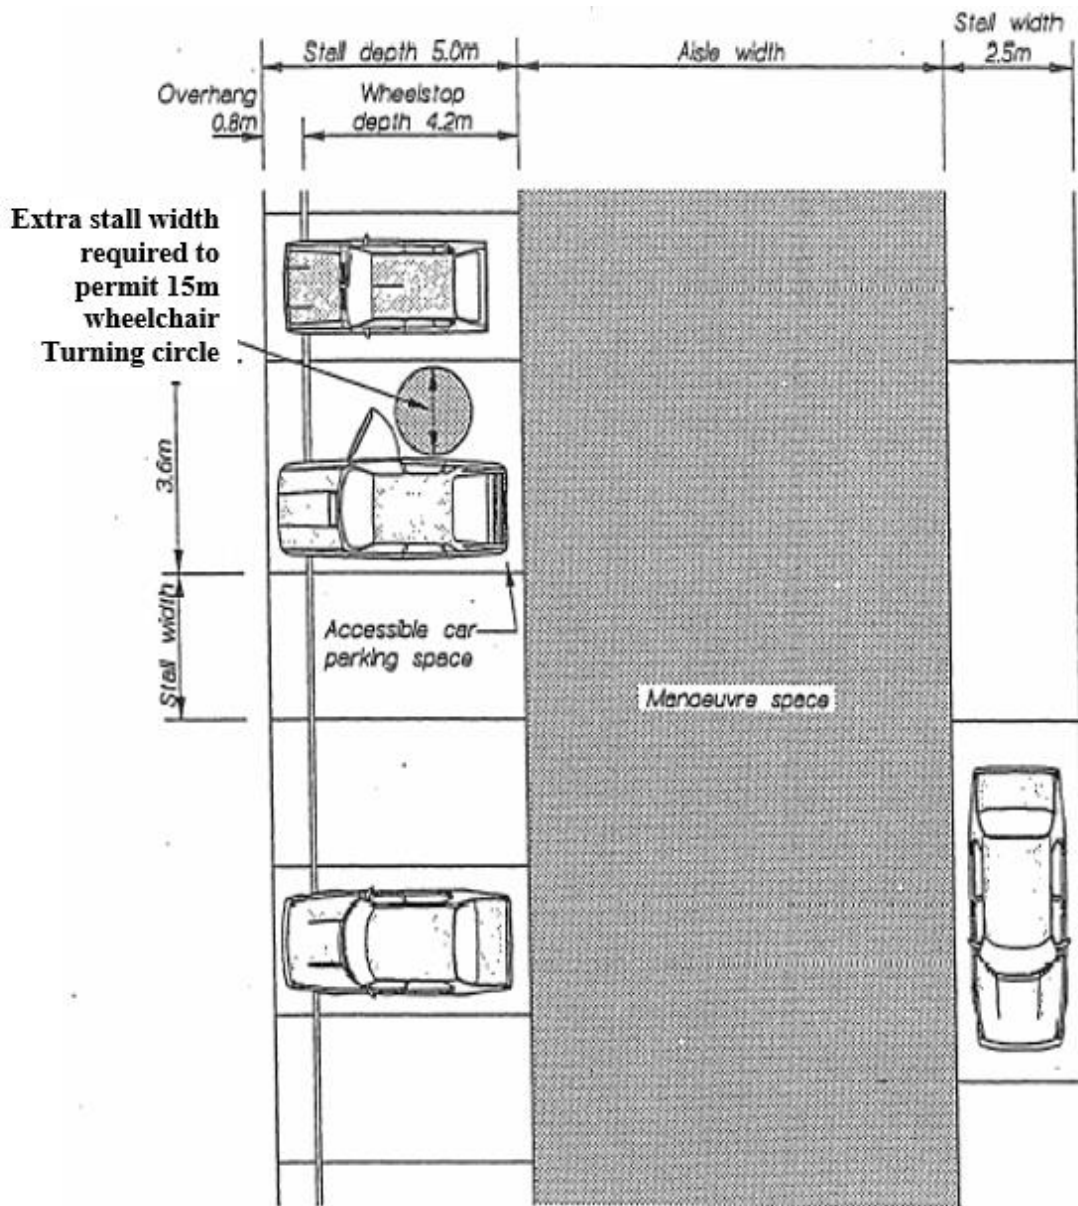 Stall width
2.5m
Stall depth 5.0m
Aisle width
Overhang
0.8m
Wheelstop
depth 4.2m
Extra stall width
required to
permit 15m
wheelchair
Turning circle
3.6m
Stall width
Accessible car
parking space
Manoeuvre space